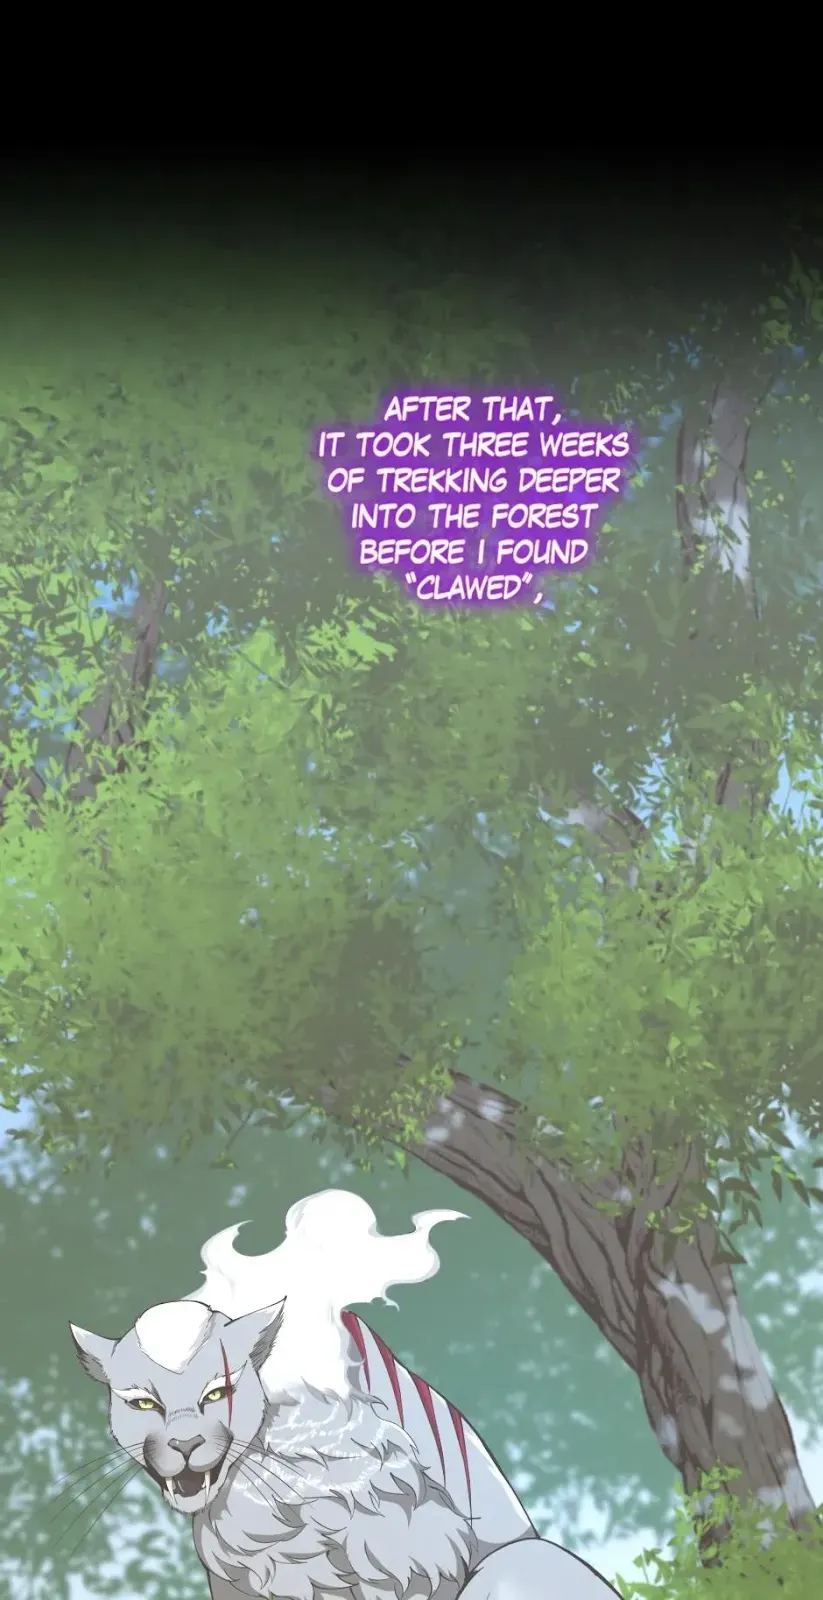 AFTER THAT,
IT TOOK THREE WEEKS
OF TREKKING DEEPER
INTO THE FOREST
BEFORE I FOUND
"CLAWED",